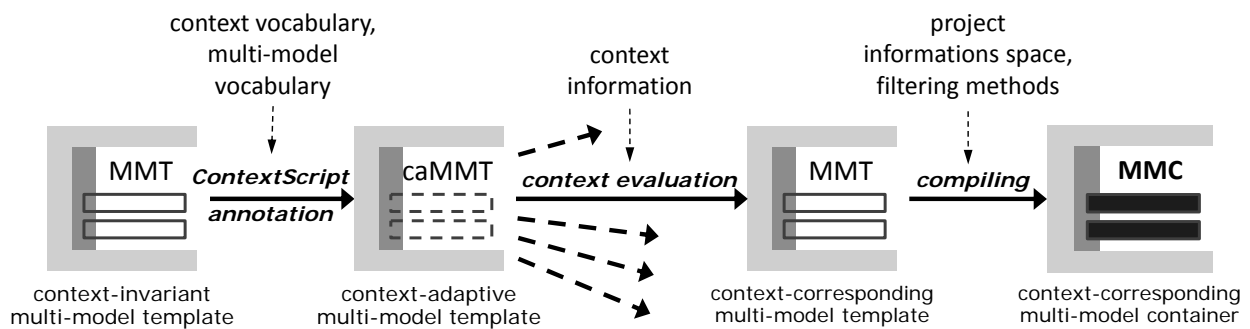 context vocabulary,
multi-model
vocabulary
context
information
project
informations space,
filtering methods
MMT
ContextScript
annotation
caMMT
context evaluation
MMT
compiling
MMC
context-invariant
multi-model template
context-adaptive
multi-model template
context-corresponding
multi-model template
context-corresponding
multi-model container